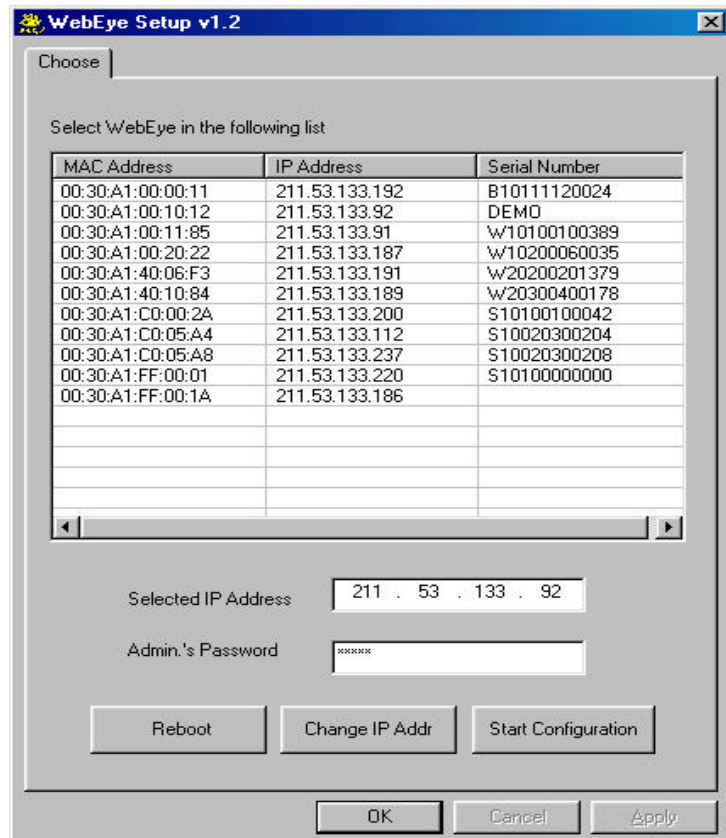 WebEye Setup v1.2
Choose
Select WebEye in the following list
MAC Address IP Address Serial Number
00:30:A1:00:00:11 211.53.133.192 B10111120024
00:30:A1:00:10:12 211.53.133.92 DEMO
00:30:A1:00:11:85 211.53.133.91 W10100100389
00:30:A1:00:20:22 211.53.133.187 W10200060035
00:30:A1:40:06:F3 211.53.133.191 W20200201379
00:30:A1:40:10:84 211.53.133.189 W20300400178
00:30:A1:C0:00:2A 211.53.133.200 S10100100042
00:30:A1:C0:05:A4 211.53.133.112 S10020300204
00:30:A1:C0:05:A8 211.53.133.237 S10020300208
00:30:A1:FF:00:01 211.53.133.220 S10100000000
00:30:A1:FF:00:1A 211.53.133.186
Selected IP Address 211 . 53 . 133 . 92
Admin.'s Password *****
Reboot Change IP Addr Start Configuration
OK Cancel Apply